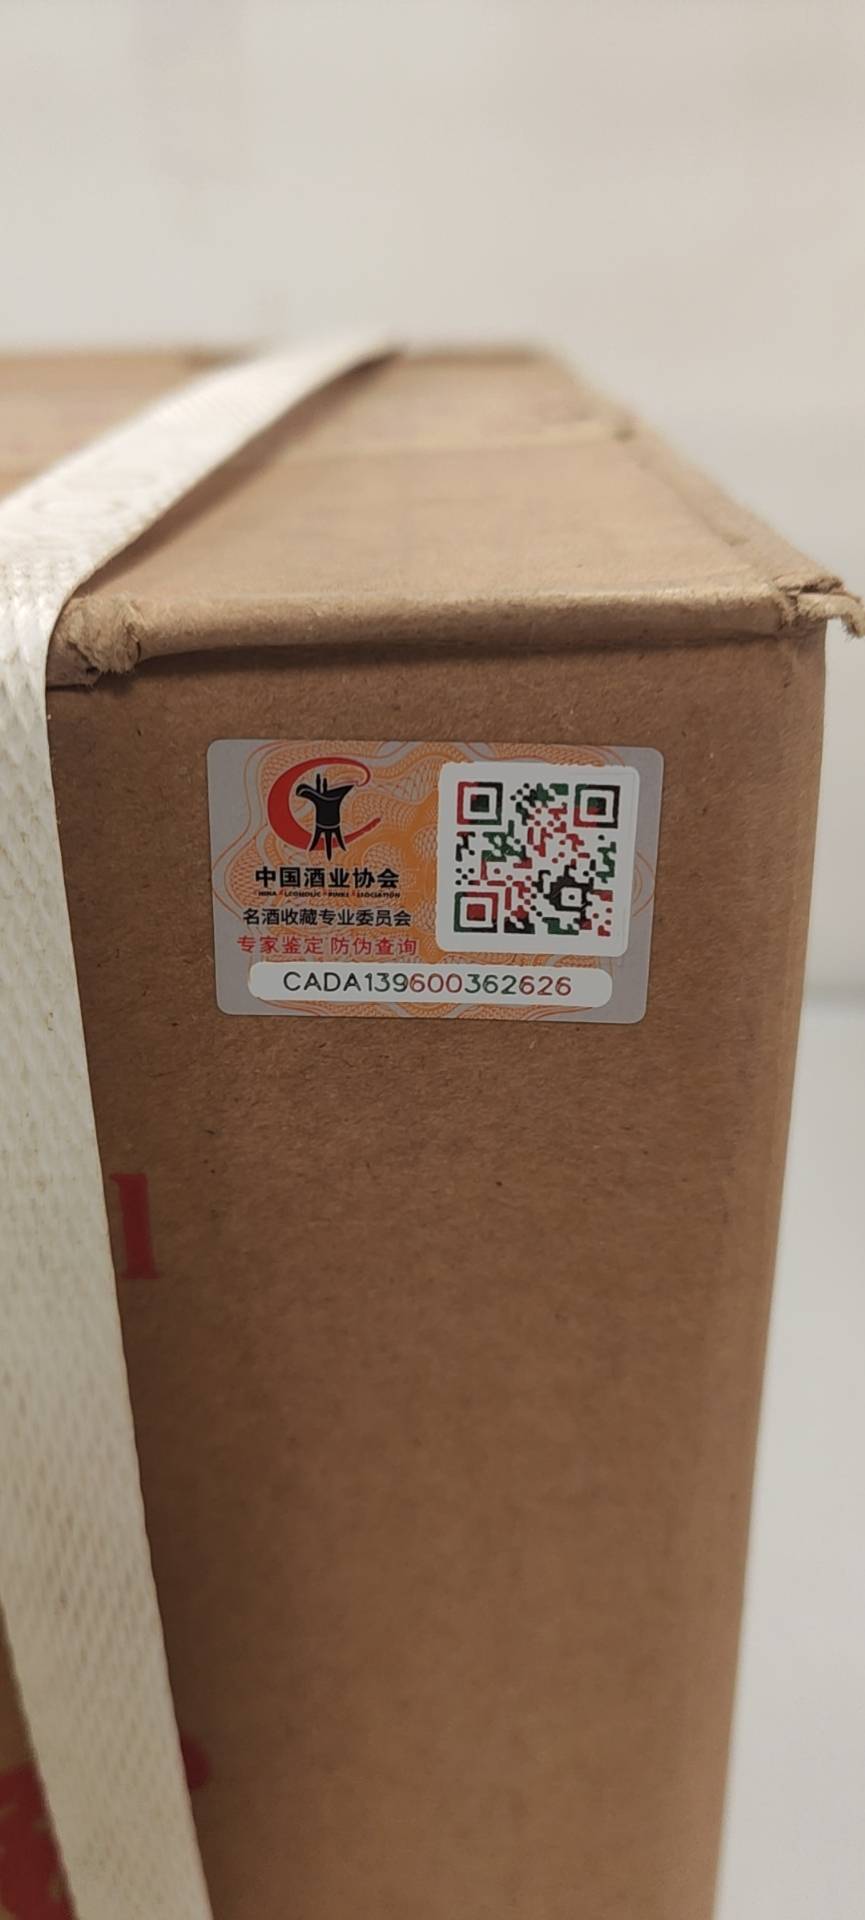 中国酒业协会
名酒收藏专业委员会
专家鉴定 防伪查询
CADA139600362626
l